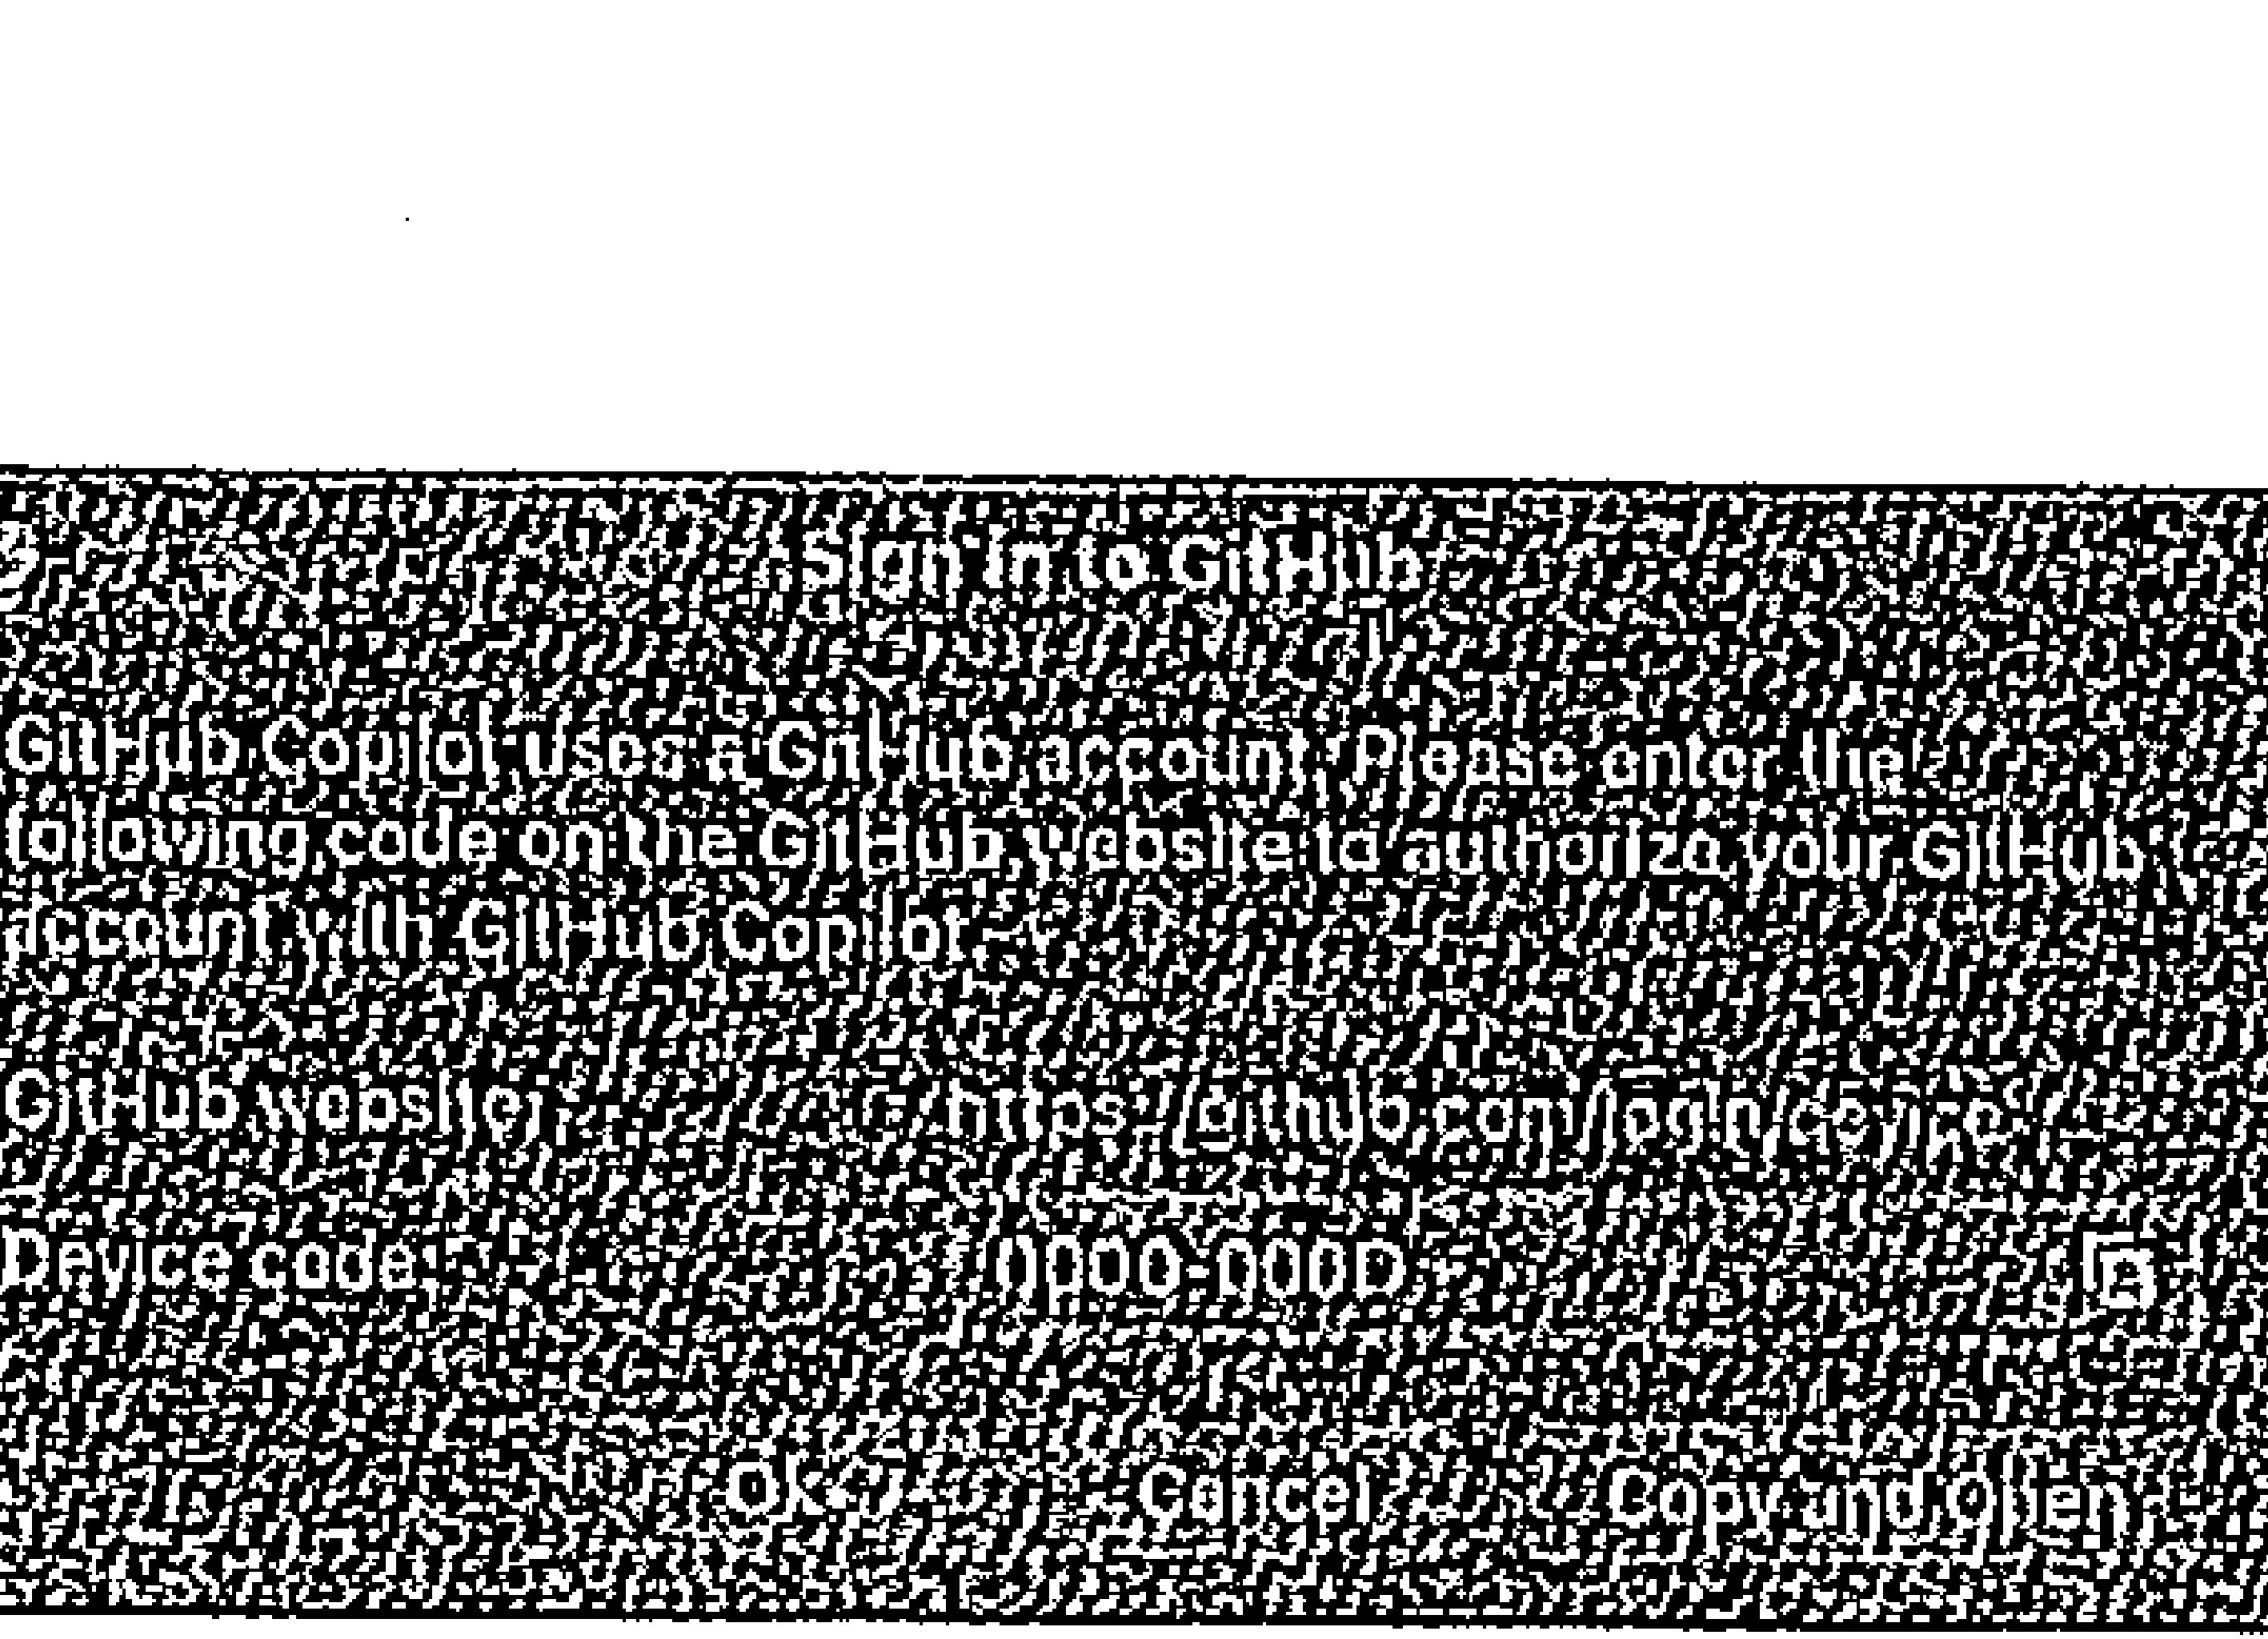 Sign in to GitHub
GitHub Copilot uses a GitHub account. Please enter the
following code on the GitHub website to authorize your GitHub
account with GitHub Copilot.
GitHub website:
https://github.com/login/device
Device code:
OK
Cancel
Copy and Open